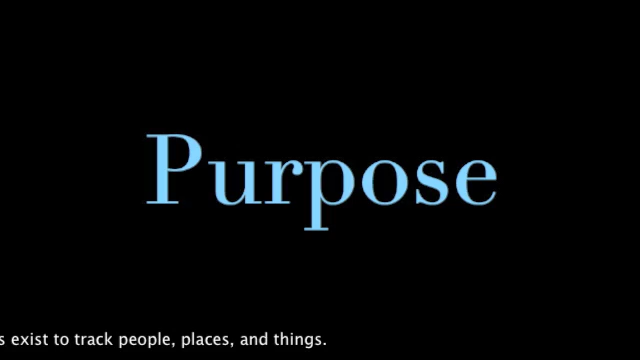 Purpose
s exist to track people, places, and things.